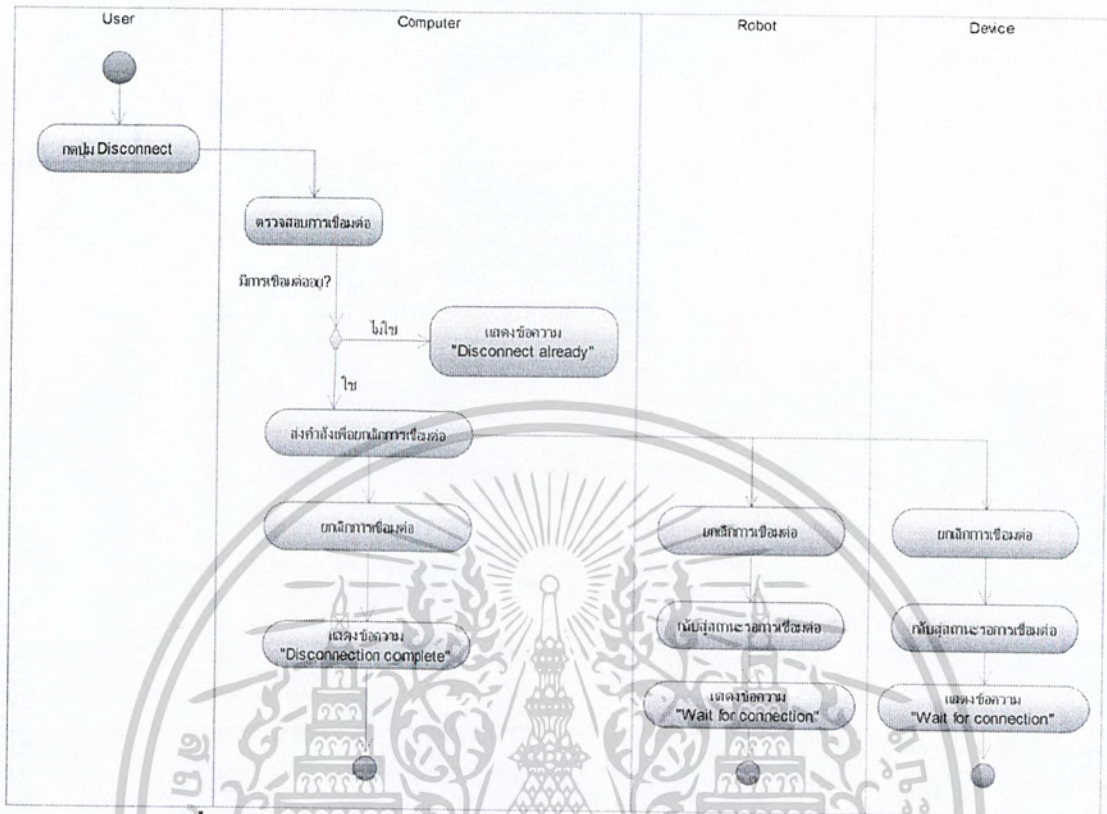 User
Computer
Robot
Device
กดปุ่ม Disconnect
ตรวจสอบการเชื่อมต่อ
มีการเชื่อมต่ออยู่?
ไม่ใช่
แสดงข้อความ
"Disconnect already"
ใช่
ส่งคำสั่งเพื่อยกเลิกการเชื่อมต่อ
ยกเลิกการเชื่อมต่อ
ยกเลิกการเชื่อมต่อ
ยกเลิกการเชื่อมต่อ
แสดงข้อความ
"Disconnection complete"
กลับสู่สถานะรอการเชื่อมต่อ
กลับสู่สถานะรอการเชื่อมต่อ
แสดงข้อความ
"Wait for connection"
แสดงข้อความ
"Wait for connection"